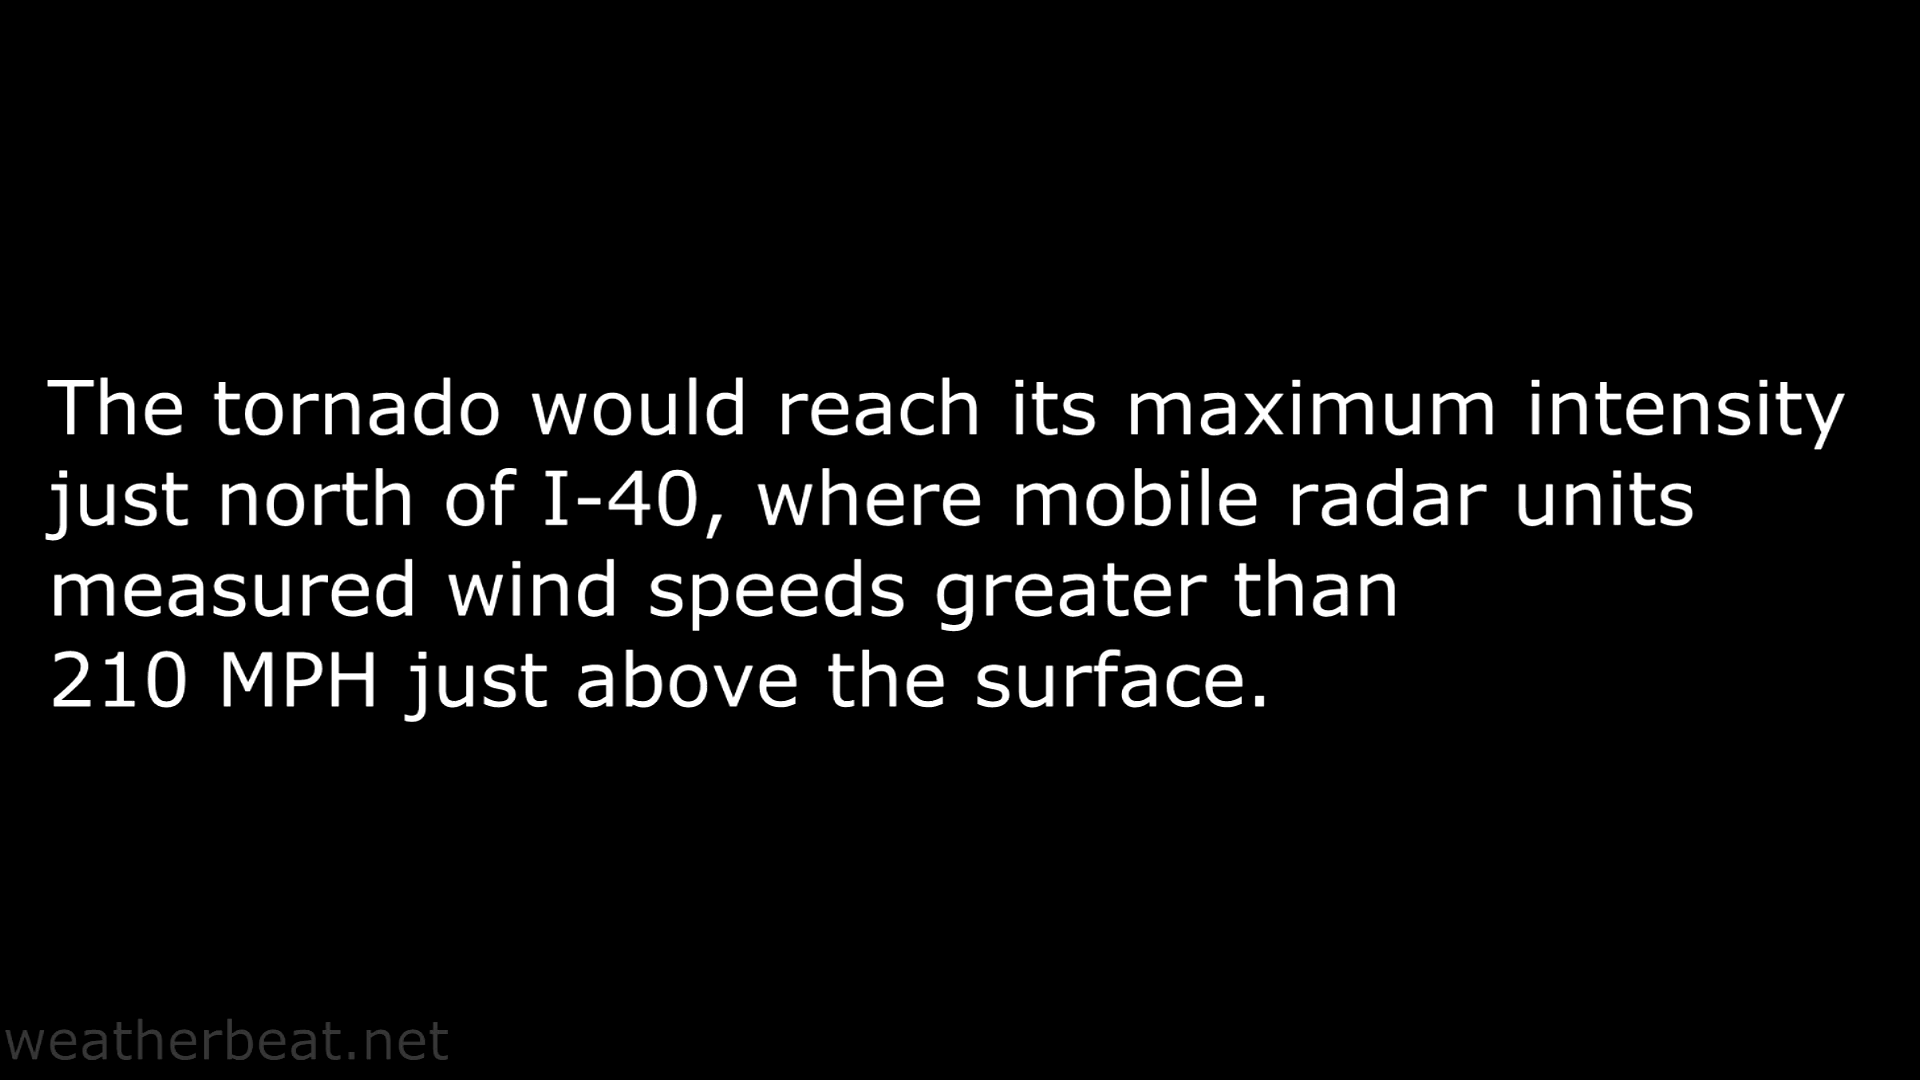 The tornado would reach its maximum intensity
just north of I-40, where mobile radar units
measured wind speeds greater than
210 MPH just above the surface.
weatherbeat.net